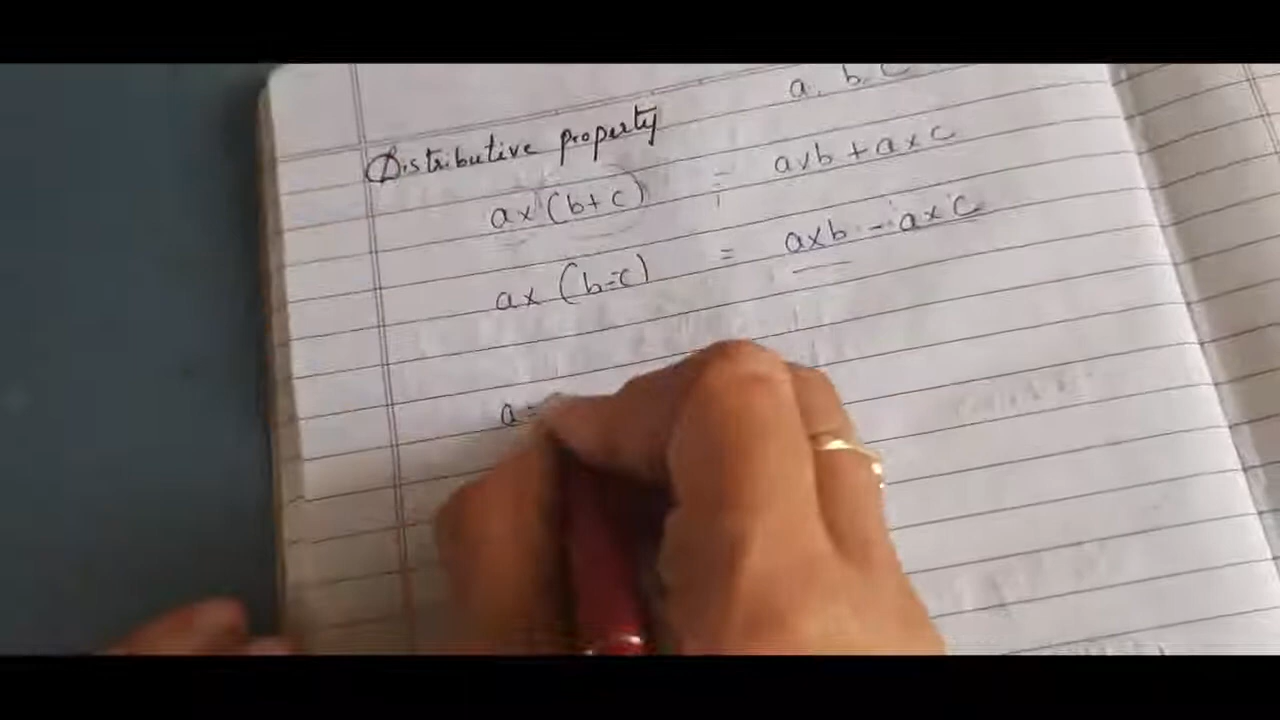 a, b, c
Distributive property
a x (b + c) = a x b + a x c
a x (b - c) = a x b - a x c
a =